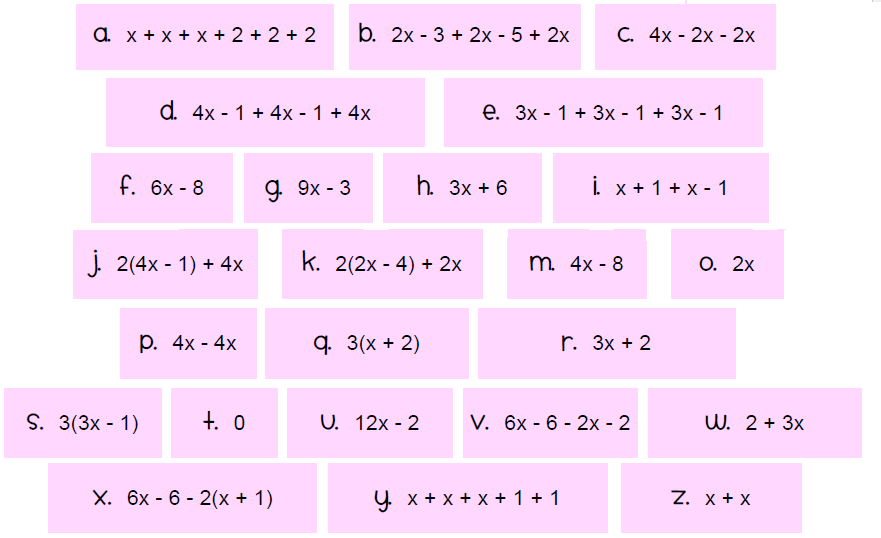 a. x + x + x + 2 + 2 + 2 b. 2x - 3 + 2x - 5 + 2x c. 4x - 2x - 2x
d. 4x - 1 + 4x - 1 + 4x e. 3x - 1 + 3x - 1 + 3x - 1
f. 6x - 8 g. 9x - 3 h. 3x + 6 i. x + 1 + x - 1
j. 2(4x - 1) + 4x k. 2(2x - 4) + 2x m. 4x - 8 o. 2x
p. 4x - 4x q. 3(x + 2) r. 3x + 2
s. 3(3x - 1) t. 0 u. 12x - 2 v. 6x - 6 - 2x - 2 w. 2 + 3x
x. 6x - 6 - 2(x + 1) y. x + x + x + 1 + 1 z. x + x